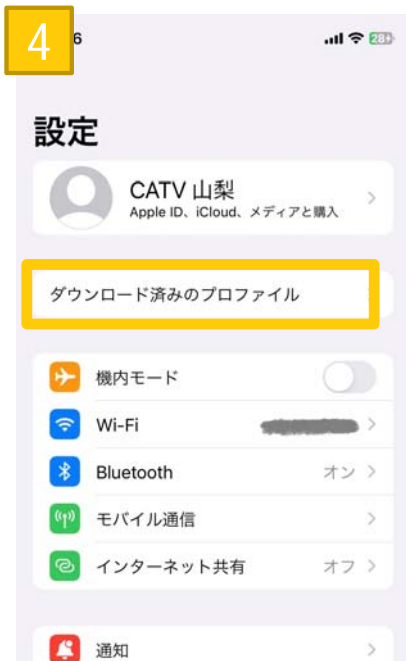 4
6
28
設定
CATV 山梨
Apple ID、iCloud、メディアと購入
ダウンロード済みのプロファイル
機内モード
Wi-Fi
Bluetooth オン
モバイル通信
インターネット共有 オフ
通知